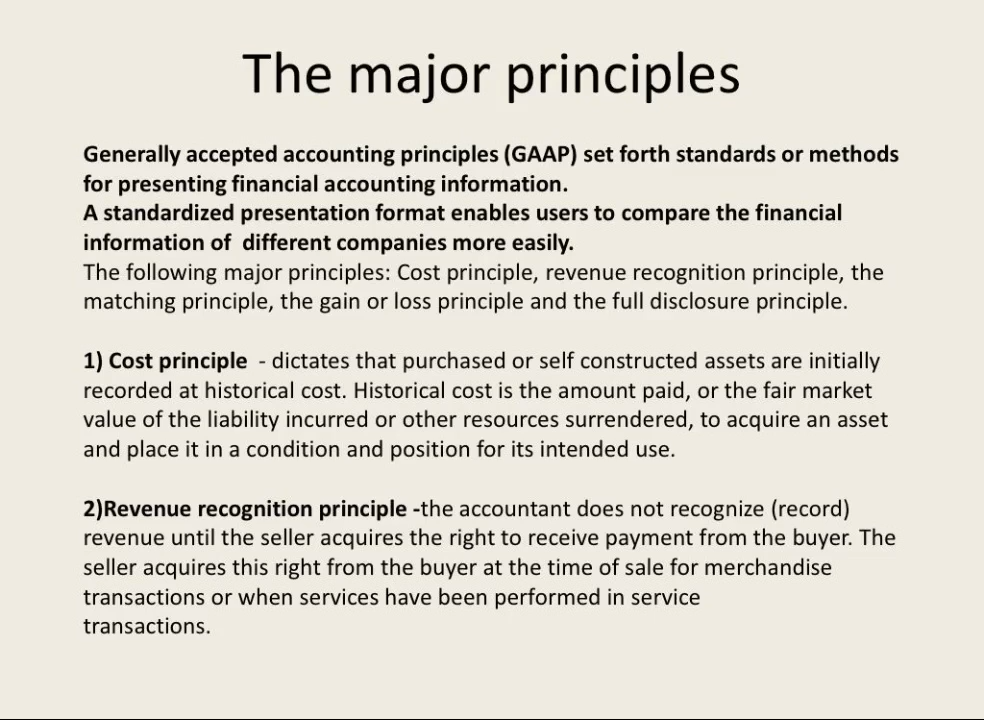 The major principles
Generally accepted accounting principles (GAAP) set forth standards or methods
for presenting financial accounting information.
A standardized presentation format enables users to compare the financial
information of  different companies more easily.
The following major principles: Cost principle, revenue recognition principle, the
matching principle, the gain or loss principle and the full disclosure principle.
1) Cost principle  - dictates that purchased or self constructed assets are initially
recorded at historical cost. Historical cost is the amount paid, or the fair market
value of the liability incurred or other resources surrendered, to acquire an asset
and place it in a condition and position for its intended use.
2)Revenue recognition principle -the accountant does not recognize (record)
revenue until the seller acquires the right to receive payment from the buyer. The
seller acquires this right from the buyer at the time of sale for merchandise
transactions or when services have been performed in service
transactions.